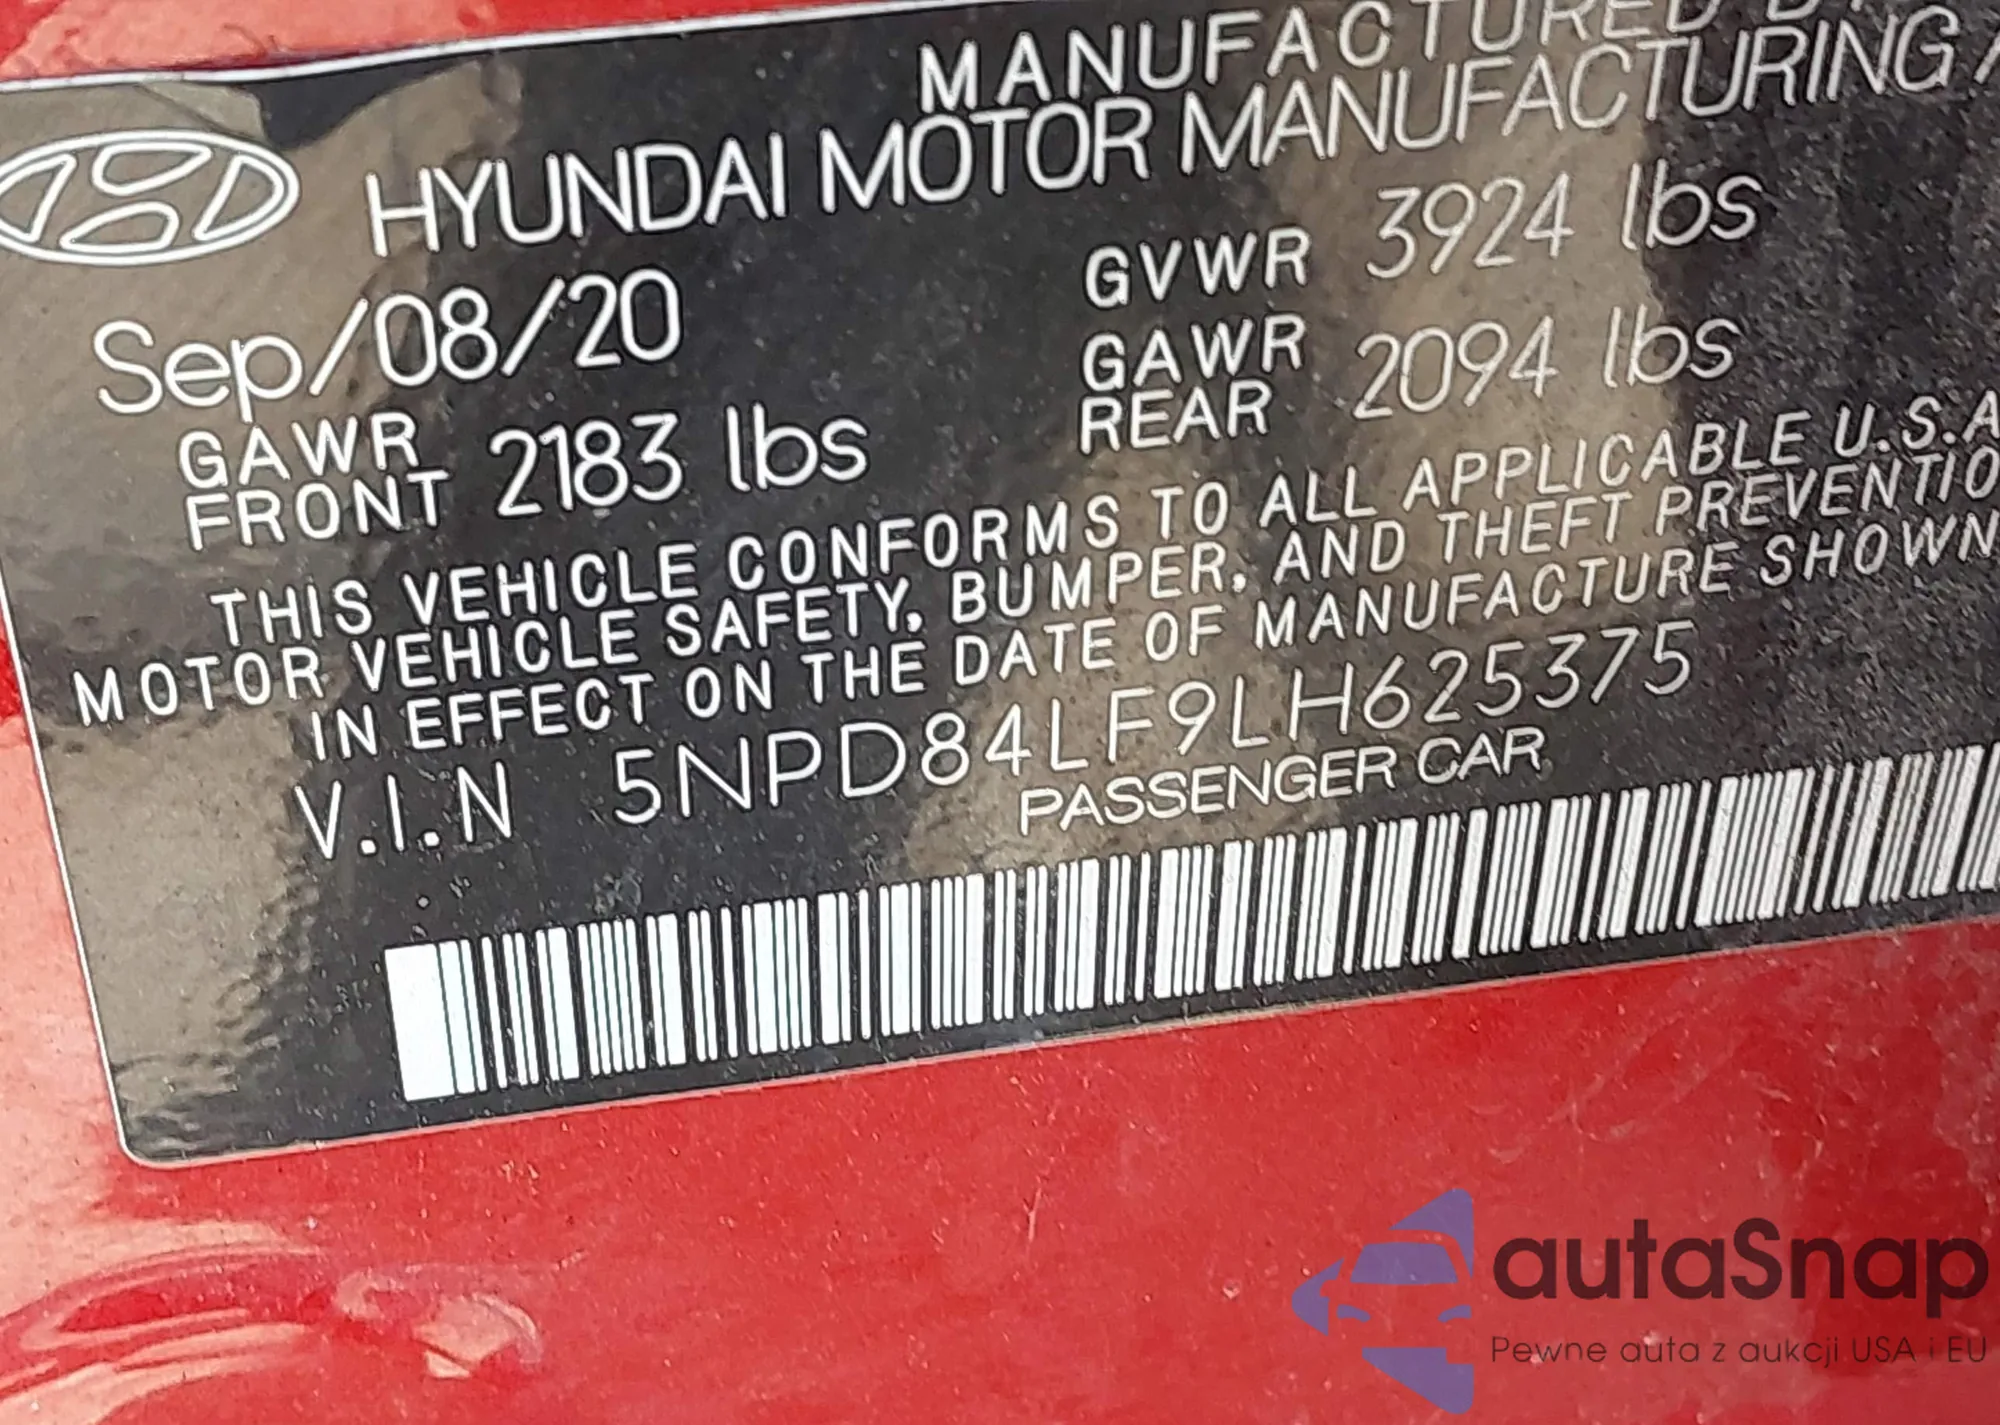 MANUFACTURED BY
HYUNDAI MOTOR MANUFACTURING
Sep/08/20 GVWR 3924 lbs
GAWR FRONT 2183 lbs GAWR REAR 2094 lbs
THIS VEHICLE CONFORMS TO ALL APPLICABLE U.S.A
MOTOR VEHICLE SAFETY, BUMPER, AND THEFT PREVENTIO
IN EFFECT ON THE DATE OF MANUFACTURE SHOWN
V.I.N 5NPD84LF9LH625375
PASSENGER CAR
autaSnap
Pewne auta z aukcji USA i EU